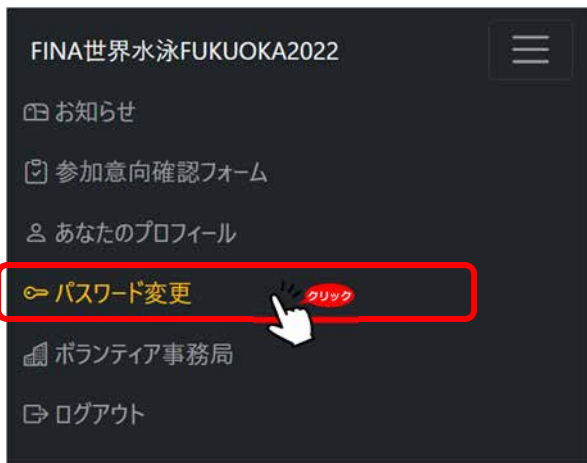 FINA世界水泳FUKUOKA2022
お知らせ
参加意向確認フォーム
あなたのプロフィール
パスワード変更
クリック
ボランティア事務局
ログアウト